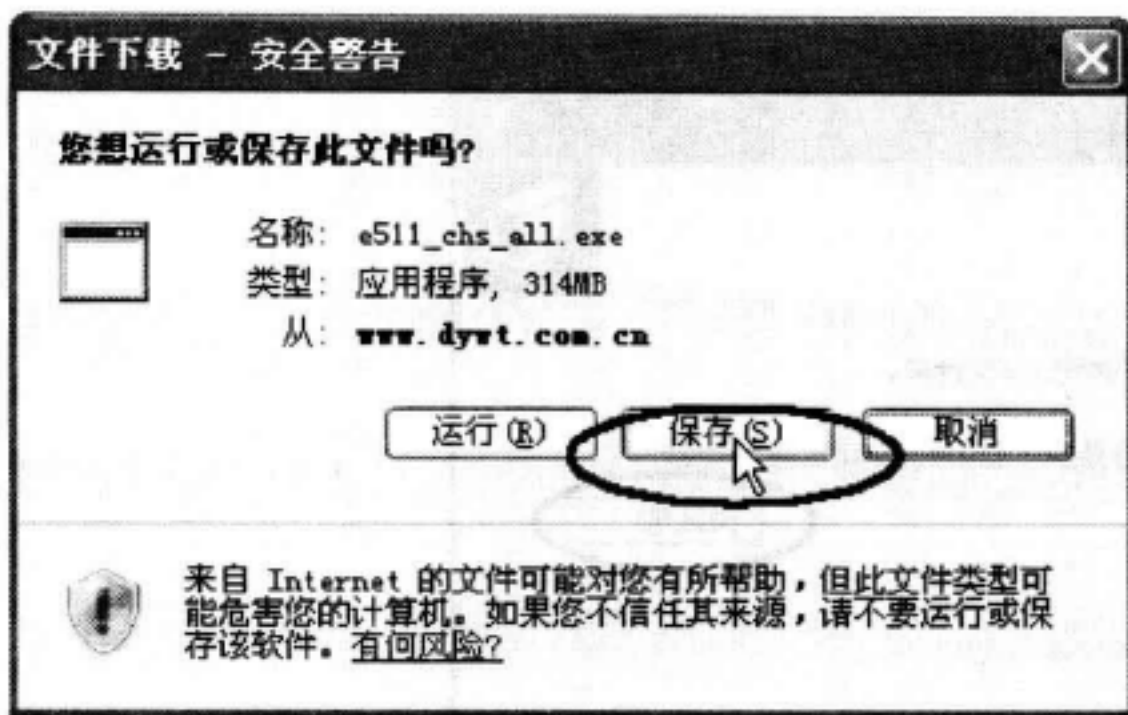 文件下载 - 安全警告
您想运行或保存此文件吗?
名称: e511_chs_all.exe
类型: 应用程序, 314MB
从: www.dywt.com.cn
运行(R) 保存(S) 取消
来自 Internet 的文件可能对您有所帮助，但此文件类型可
能危害您的计算机。如果您不信任其来源，请不要运行或保
存该软件。有何风险?